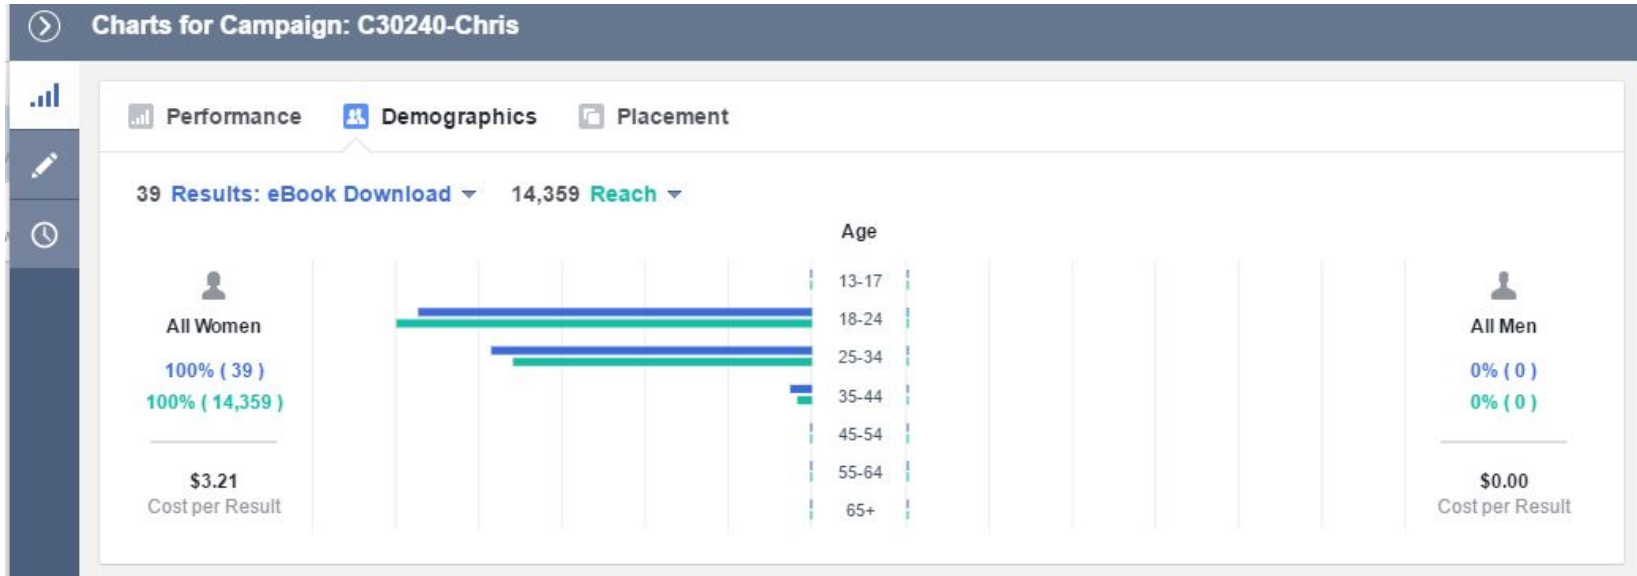 Charts for Campaign: C30240-Chris
Performance Demographics Placement
39 Results: eBook Download 14,359 Reach
Age
13-17
18-24
25-34
35-44
45-54
55-64
65+
All Women
100% ( 39 )
100% ( 14,359 )
$3.21
Cost per Result
All Men
0% ( 0 )
0% ( 0 )
$0.00
Cost per Result